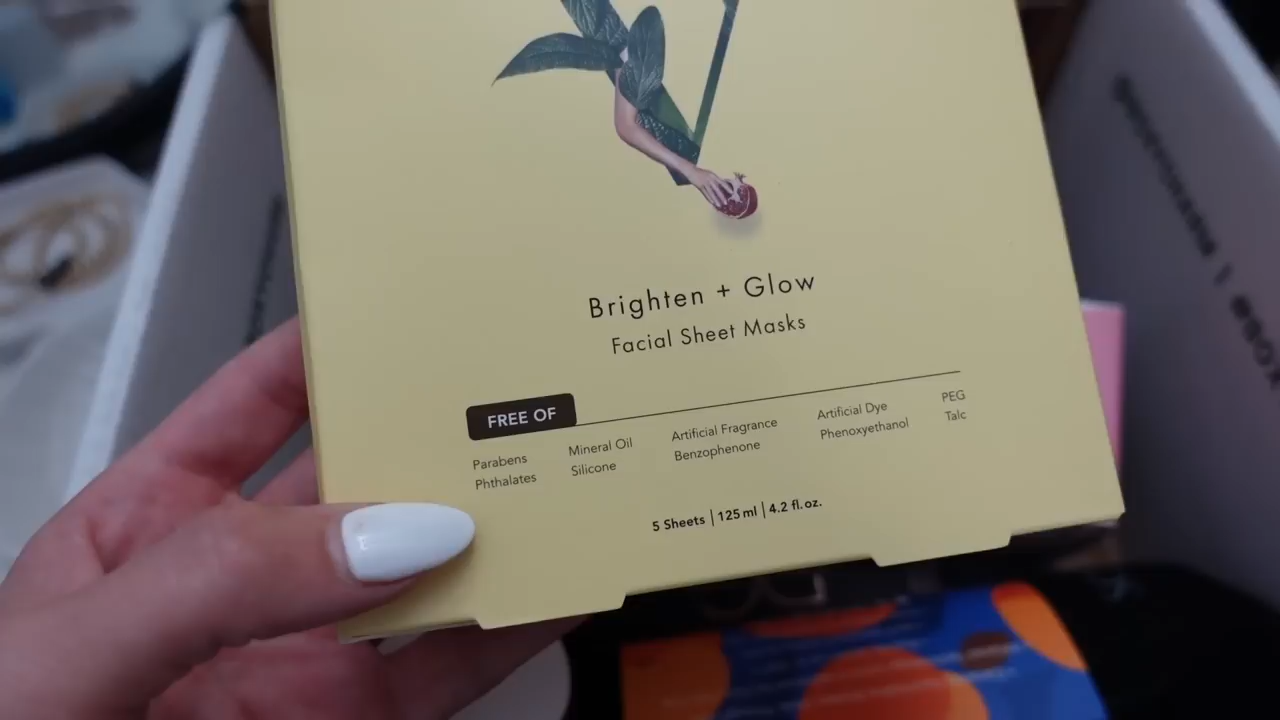 Brighten + Glow
Facial Sheet Masks
FREE OF
Parabens
Phthalates
Mineral Oil
Silicone
Artificial Fragrance
Benzophenone
Artificial Dye
Phenoxyethanol
PEG
Talc
5 Sheets | 125 ml | 4.2 fl. oz.